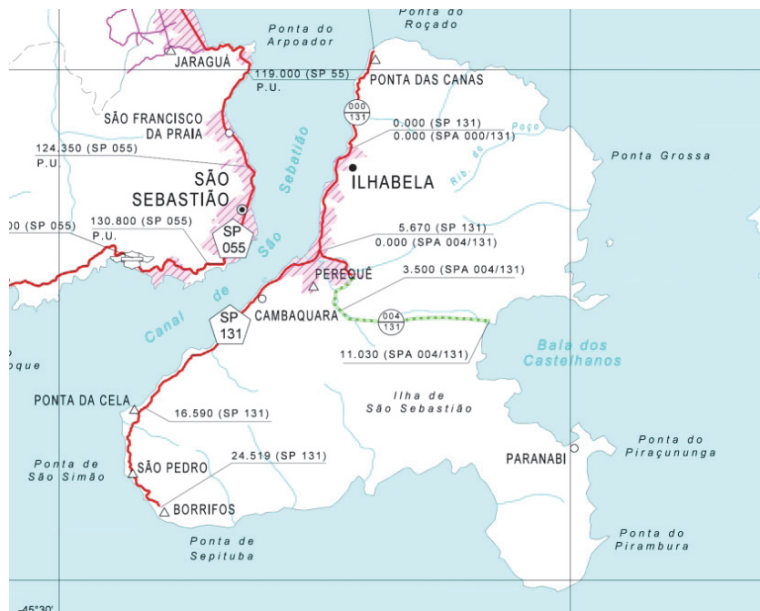 Ponta do
Arpoador
Ponta do
Roçado
JARAGUÁ
119.000 (SP 55)
P.U.
PONTA DAS CANAS
SÃO FRANCISCO
DA PRAIA
000
131
0.000 (SP 131)
0.000 (SPA 000/131)
Rib. do Poço
Ponta Grossa
124.350 (SP 055)
P.U.
SÃO
SEBASTIÃO
ILHABELA
Canal de São Sebatião
00 (SP 055)
130.800 (SP 055)
P.U.
SP
055
5.670 (SP 131)
0.000 (SPA 004/131)
PEREQUÊ
3.500 (SPA 004/131)
CAMBAQUARA
SP
131
004
131
Baía dos
Castelhanos
11.030 (SPA 004/131)
oque
Ilha de
São Sebastião
PONTA DA CELA
16.590 (SP 131)
24.519 (SP 131)
Ponta de
São Simão
SÃO PEDRO
PARANABI
Ponta do
Piraçununga
BORRIFOS
Ponta de
Sepituba
Ponta do
Pirambura
-45°30'